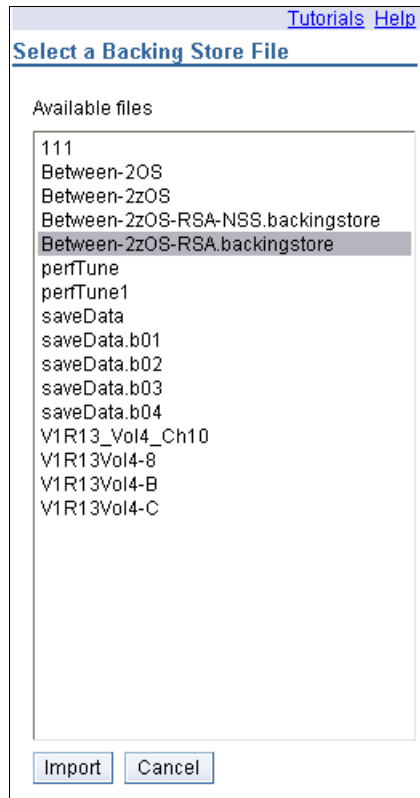 Tutorials Help
Select a Backing Store File
Available files
111
Between-2OS
Between-2zOS
Between-2zOS-RSA-NSS.backingstore
Between-2zOS-RSA.backingstore
perfTune
perfTune1
saveData
saveData.b01
saveData.b02
saveData.b03
saveData.b04
V1R13_Vol4_Ch10
V1R13Vol4-8
V1R13Vol4-B
V1R13Vol4-C
Import Cancel